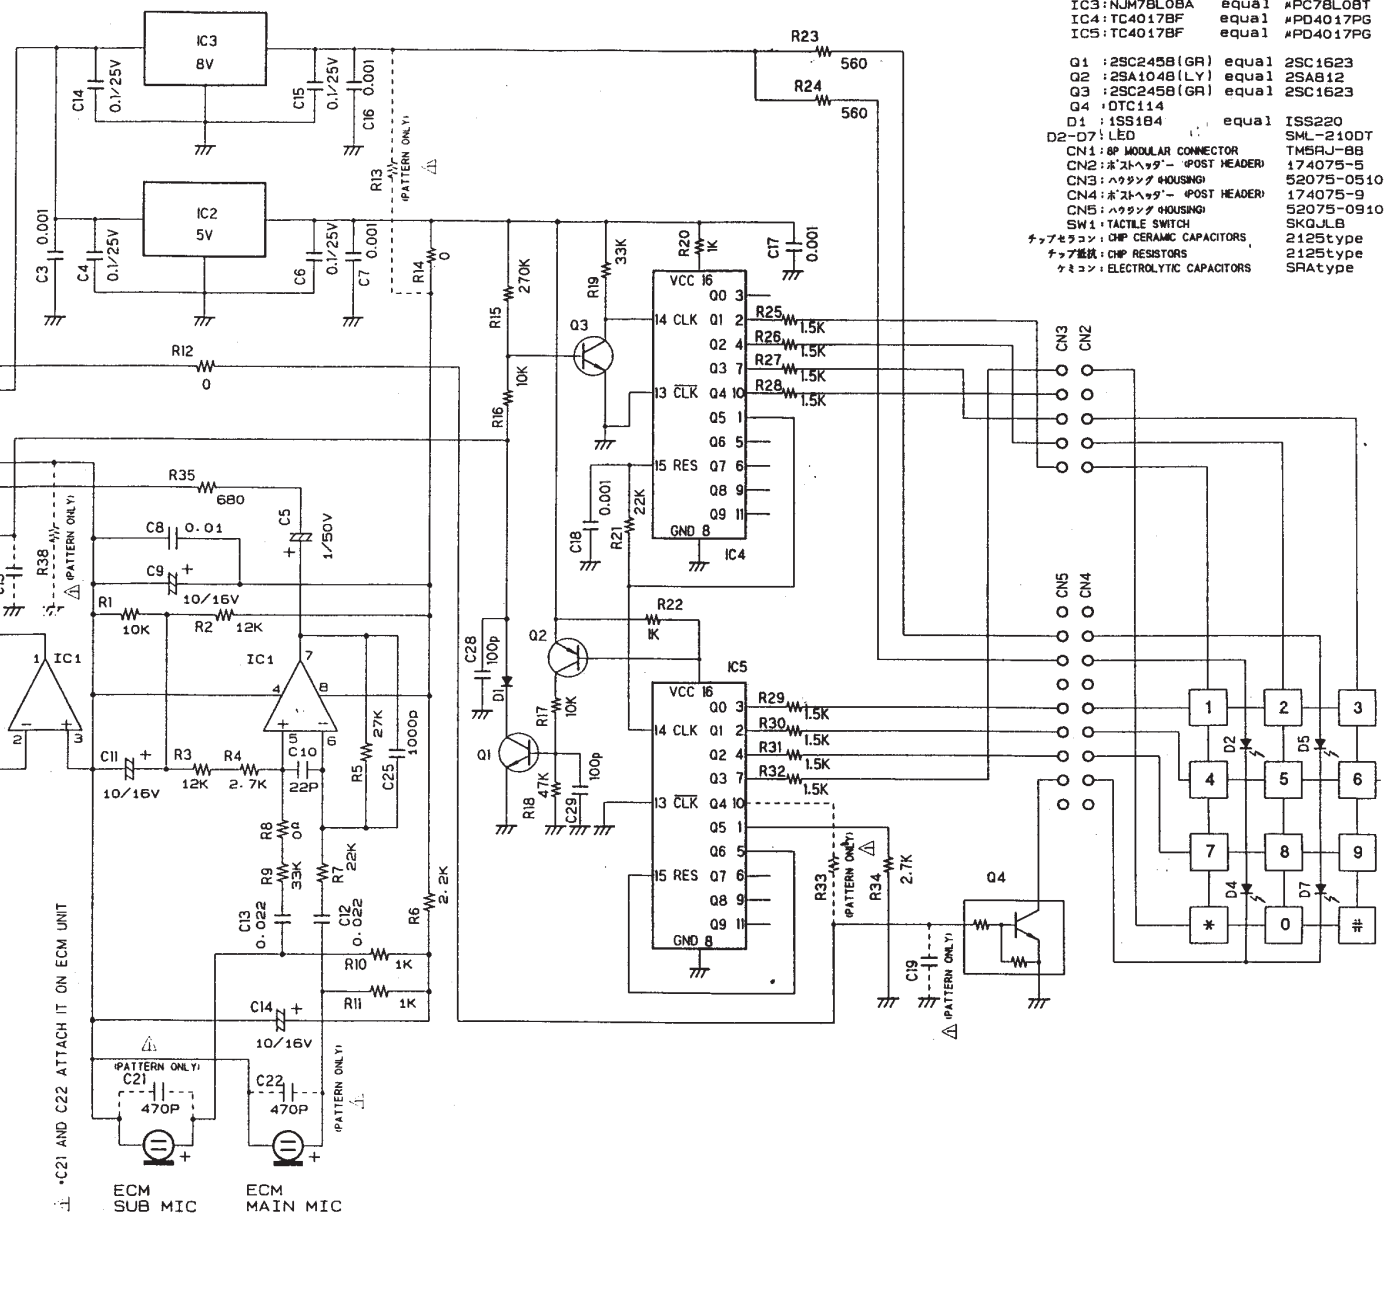 IC3:NJM78L08A equal μPC78L08T
IC4:TC4017BF equal μPD4017PG
IC5:TC4017BF equal μPD4017PG
Q1 :2SC2458(GR) equal 2SC1623
Q2 :2SA1048(LY) equal 2SA812
Q3 :2SC2458(GR) equal 2SC1623
Q4 :DTC114
D1 :1SS184 equal ISS220
D2-D7:LED SML-210DT
CN1:8P MODULAR CONNECTOR TM5RJ-88
CN2:ポストヘッダー (POST HEADER) 174075-5
CN3:ハウジング (HOUSING) 52075-0510
CN4:ポストヘッダー (POST HEADER) 174075-9
CN5:ハウジング (HOUSING) 52075-0910
SW1:TACTILE SWITCH SKQJLB
チップセラコン:CHIP CERAMIC CAPACITORS 2125type
チップ抵抗:CHIP RESISTORS 2125type
ケミコン:ELECTROLYTIC CAPACITORS SRAtype
IC3
8V
C14
0.1/25V
C15
0.1/25V
C16
0.001
R13
(PATTERN ONLY)
R23
560
R24
560
IC2
5V
C3
0.001
C4
0.1/25V
C6
0.1/25V
C7
0.001
R14
0
R15
270K
R16
10K
R19
33K
R20
1K
C17
0.001
Q3
VCC 16
Q0 3
14 CLK Q1 2
Q2 4
Q3 7
13 CLK Q4 10
Q5 1
Q6 5
15 RES Q7 6
Q8 9
Q9 11
GND 8
IC4
R25
1.5K
R26
1.5K
R27
1.5K
R28
1.5K
CN3
CN2
R12
0
R35
680
C8 0.01
C9 +
10/16V
C5
+
1/50V
R38
(PATTERN ONLY)
R1
10K
R2
12K
C18
0.001
R21
22K
R22
1K
Q2
C28
100p
D1
R17
10K
Q1
R18
47K
C29
100p
1
IC1
2
3
- +
IC1
7
4
8
5
6
+ -
C10
22P
R5
27K
C25
1000p
C11 +
10/16V
R3
12K
R4
2.7K
R8
0Ω
R9
33K
R7
22K
C13
0.022
C12
0.022
R6
2.2K
R10
1K
R11
1K
C14 +
10/16V
IC5
VCC 16
Q0 3
14 CLK Q1 2
Q2 4
Q3 7
13 CLK Q4 10
Q5 1
Q6 5
15 RES Q7 6
Q8 9
Q9 11
GND 8
R29
1.5K
R30
1.5K
R31
1.5K
R32
1.5K
R33
(PATTERN ONLY)
R34
2.7K
C19
(PATTERN ONLY)
Q4
CN5
CN4
1 2 3
D2 D5
4 5 6
7 8 9
D4 D7
* 0 #
(PATTERN ONLY)
C21
470P
+
C22
470P
+
(PATTERN ONLY)
ECM
SUB MIC
ECM
MAIN MIC
•C21 AND C22 ATTACH IT ON ECM UNIT